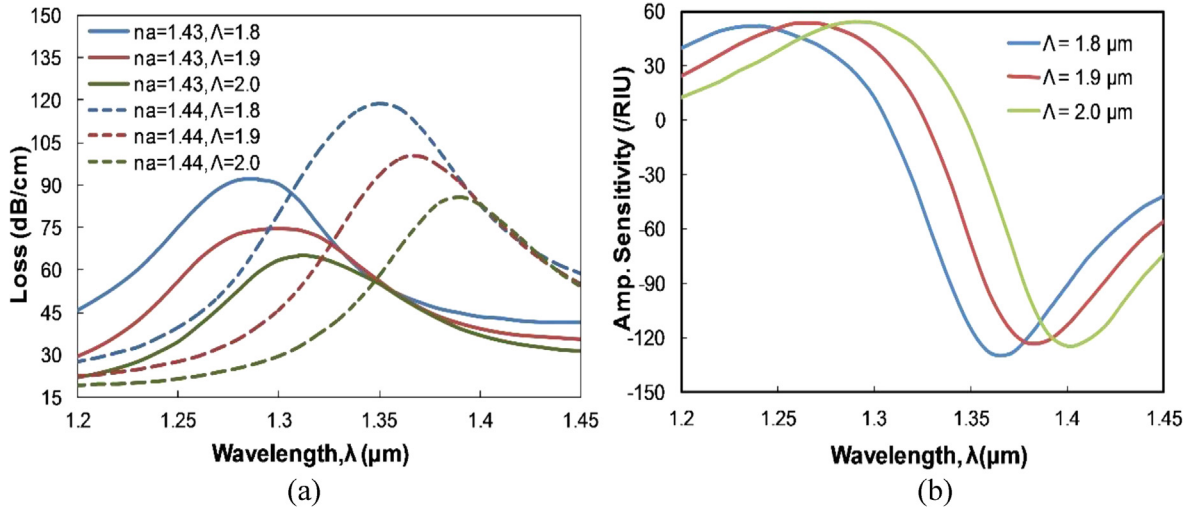 150
135
120
105
90
75
60
45
30
15
Loss (dB/cm)
na=1.43,Λ=1.8
na=1.43,Λ=1.9
na=1.43,Λ=2.0
na=1.44,Λ=1.8
na=1.44,Λ=1.9
na=1.44,Λ=2.0
1.2 1.25 1.3 1.35 1.4 1.45
Wavelength,λ(μm)
(a)
60
30
0
-30
-60
-90
-120
-150
Amp. Sensitivity (/RIU)
Λ = 1.8 μm
Λ = 1.9 μm
Λ = 2.0 μm
1.2 1.25 1.3 1.35 1.4 1.45
Wavelength, λ(μm)
(b)